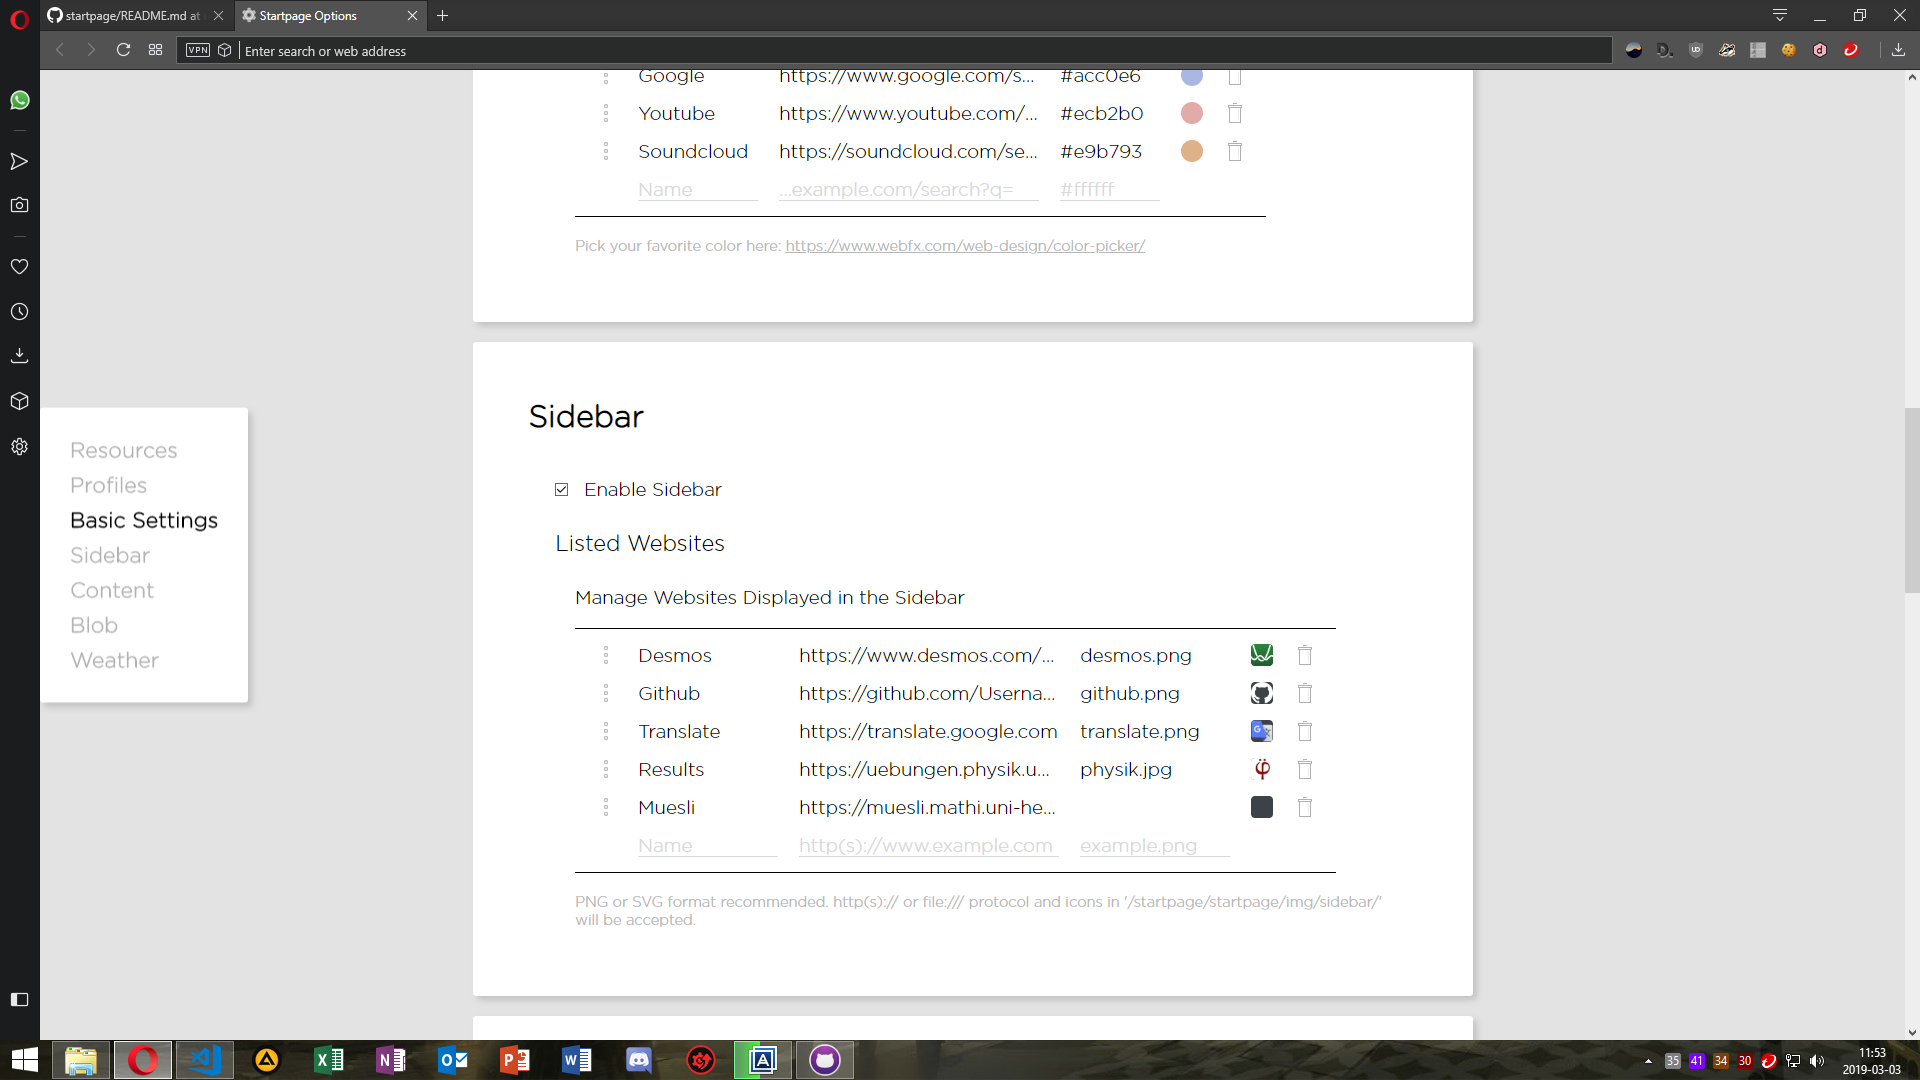 startpage/README.md at
Startpage Options
VPN
Enter search or web address
Google https://www.google.com/s... #acc0e6
Youtube https://www.youtube.com/... #ecb2b0
Soundcloud https://soundcloud.com/se... #e9b793
Name ...example.com/search?q= #ffffff
Pick your favorite color here: https://www.webfx.com/web-design/color-picker/
Resources
Profiles
Basic Settings
Sidebar
Content
Blob
Weather
Sidebar
Enable Sidebar
Listed Websites
Manage Websites Displayed in the Sidebar
Desmos https://www.desmos.com/... desmos.png
Github https://github.com/Userna... github.png
Translate https://translate.google.com translate.png
Results https://uebungen.physik.u... physik.jpg
Muesli https://muesli.mathi.uni-he...
Name http(s)://www.example.com example.png
PNG or SVG format recommended. http(s):// or file:/// protocol and icons in '/startpage/startpage/img/sidebar/'
will be accepted.
35 41 34 30
11:53
2019-03-03